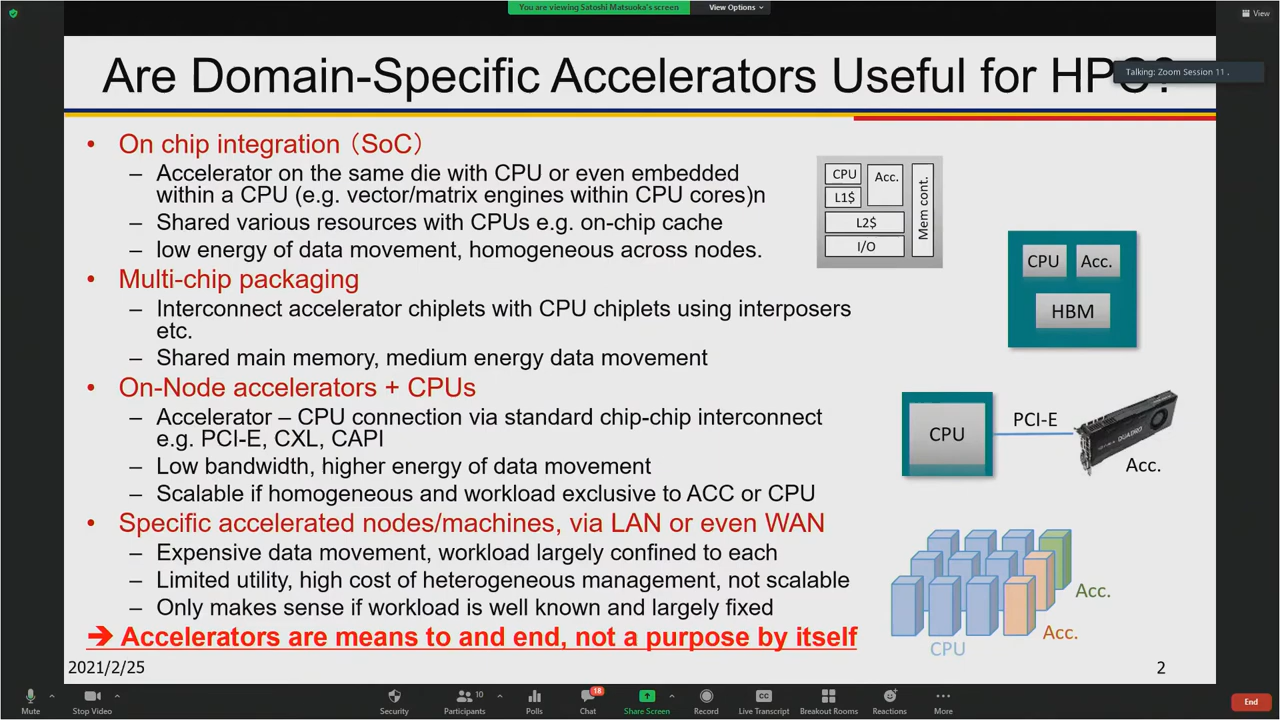 You are viewing Satoshi Matsuoka's screen
View Options
View
Are Domain-Specific Accelerators Useful for HPC?
Talking: Zoom Session 11 .
• On chip integration （SoC）
– Accelerator on the same die with CPU or even embedded
within a CPU (e.g. vector/matrix engines within CPU cores)n
– Shared various resources with CPUs e.g. on-chip cache
– low energy of data movement, homogeneous across nodes.
CPU
Acc.
L1$
L2$
I/O
Mem cont.
• Multi-chip packaging
– Interconnect accelerator chiplets with CPU chiplets using interposers
etc.
– Shared main memory, medium energy data movement
CPU
Acc.
HBM
• On-Node accelerators + CPUs
– Accelerator – CPU connection via standard chip-chip interconnect
e.g. PCI-E, CXL, CAPI
– Low bandwidth, higher energy of data movement
– Scalable if homogeneous and workload exclusive to ACC or CPU
CPU
PCI-E
QUADRO
Acc.
• Specific accelerated nodes/machines, via LAN or even WAN
– Expensive data movement, workload largely confined to each
– Limited utility, high cost of heterogeneous management, not scalable
– Only makes sense if workload is well known and largely fixed
Acc.
Acc.
CPU
➔ Accelerators are means to and end, not a purpose by itself
2021/2/25
2
Mute
Stop Video
Security
Participants
10
Polls
Chat
18
Share Screen
Record
CC
Live Transcript
Breakout Rooms
Reactions
More
End